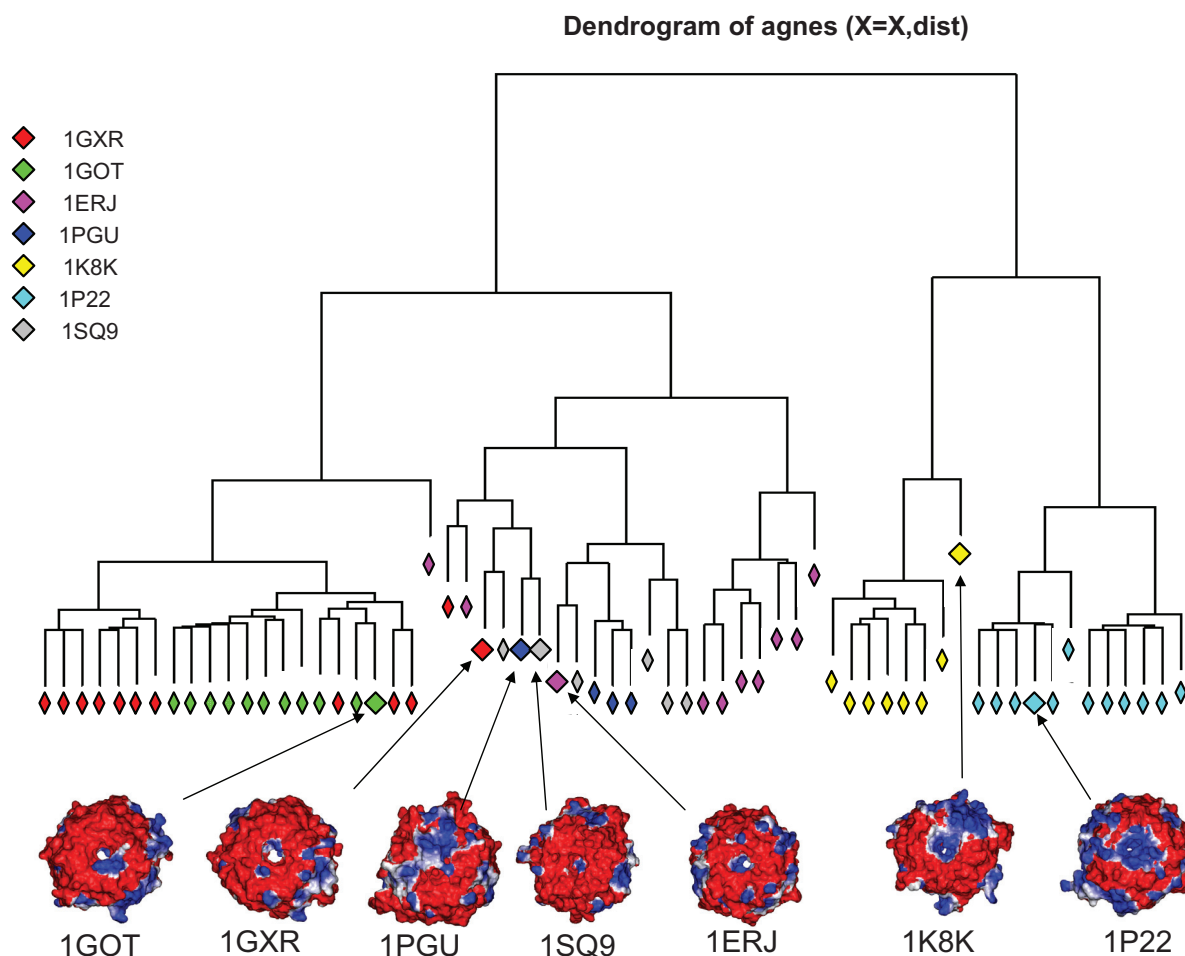 Dendrogram of agnes (X=X,dist)
1GXR
1GOT
1ERJ
1PGU
1K8K
1P22
1SQ9
1GOT
1GXR
1PGU
1SQ9
1ERJ
1K8K
1P22